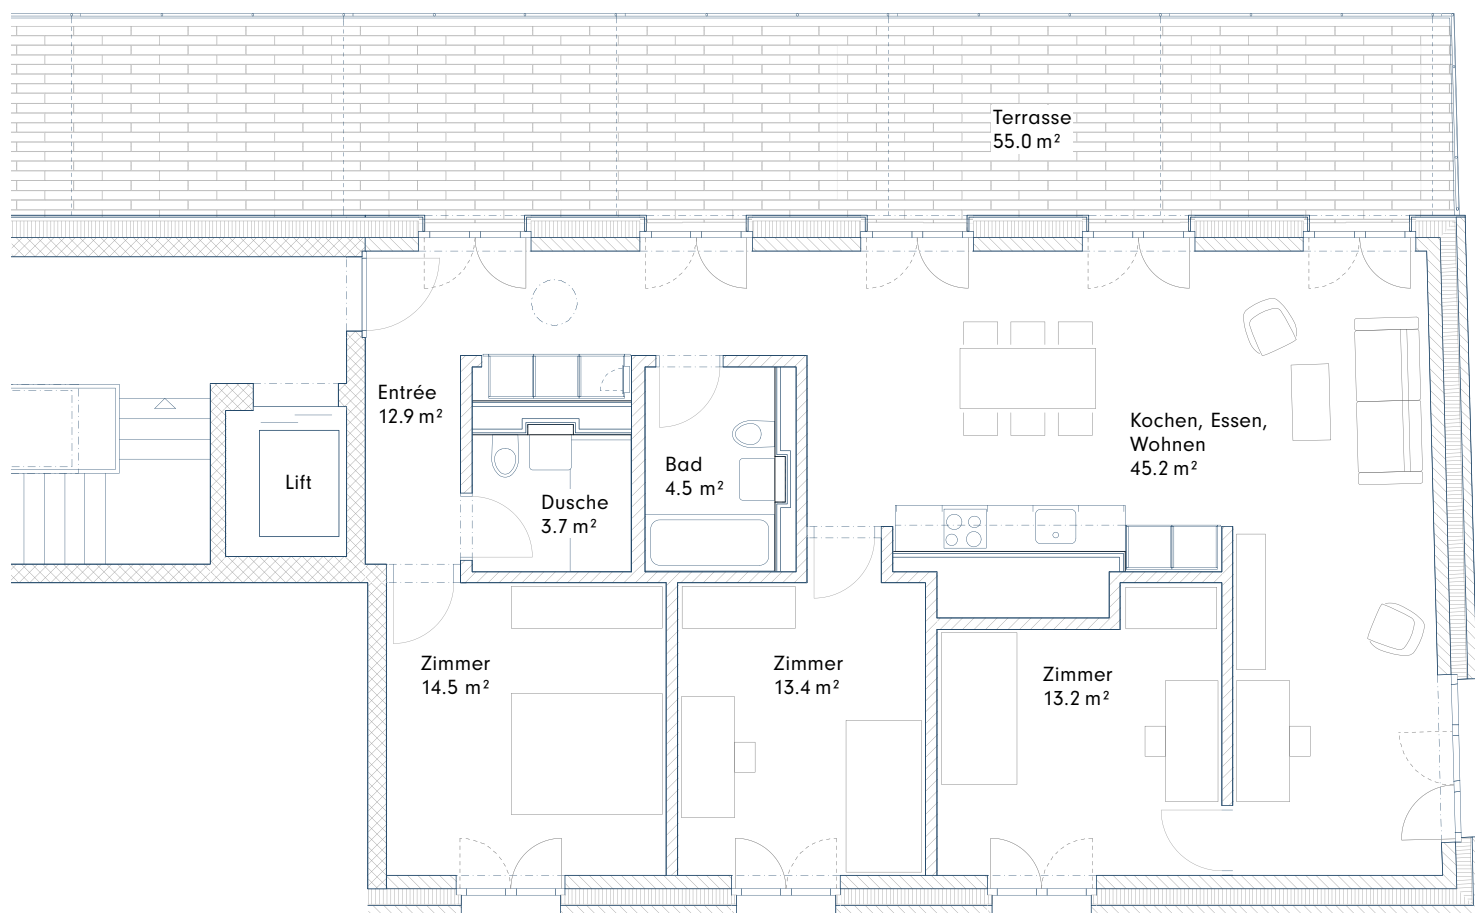 Terrasse
55.0 m²
Entrée
12.9 m²
Kochen, Essen,
Wohnen
45.2 m²
Bad
4.5 m²
Lift
Dusche
3.7 m²
Zimmer
14.5 m²
Zimmer
13.4 m²
Zimmer
13.2 m²